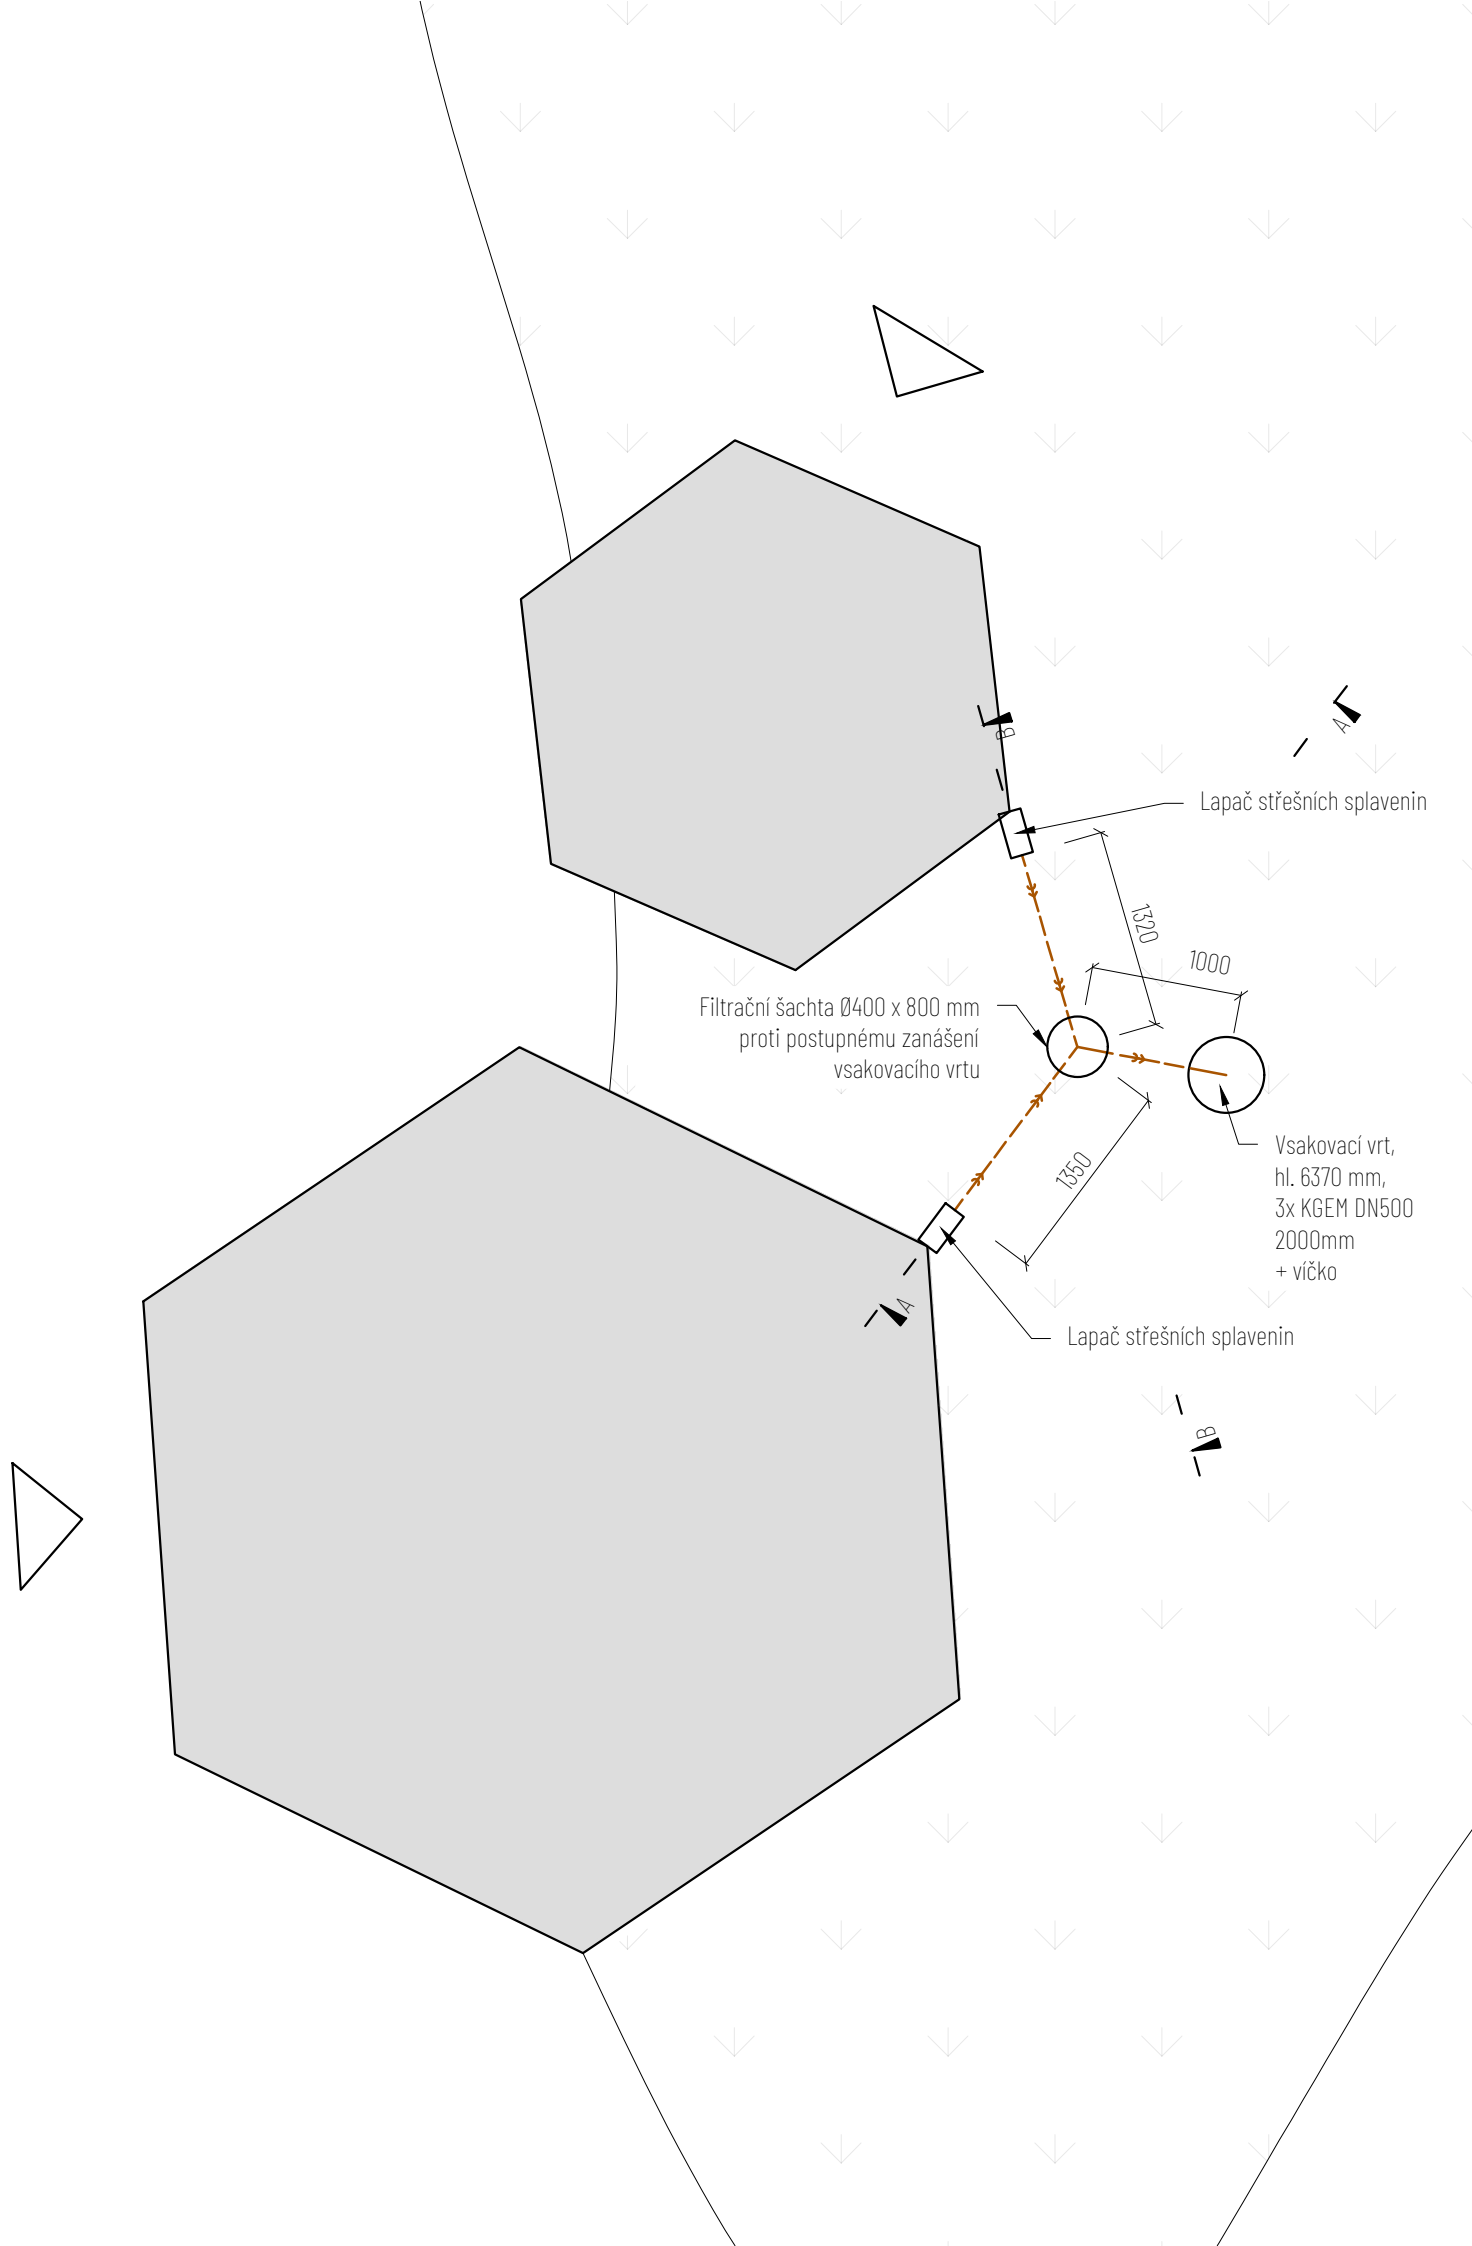 A
B
Lapač střešních splavenin
1320
1000
Filtrační šachta Ø400 x 800 mm
proti postupnému zanášení
vsakovacího vrtu
1350
Vsakovací vrt,
hl. 6370 mm,
3x KGEM DN500
2000mm
+ víčko
A
Lapač střešních splavenin
B